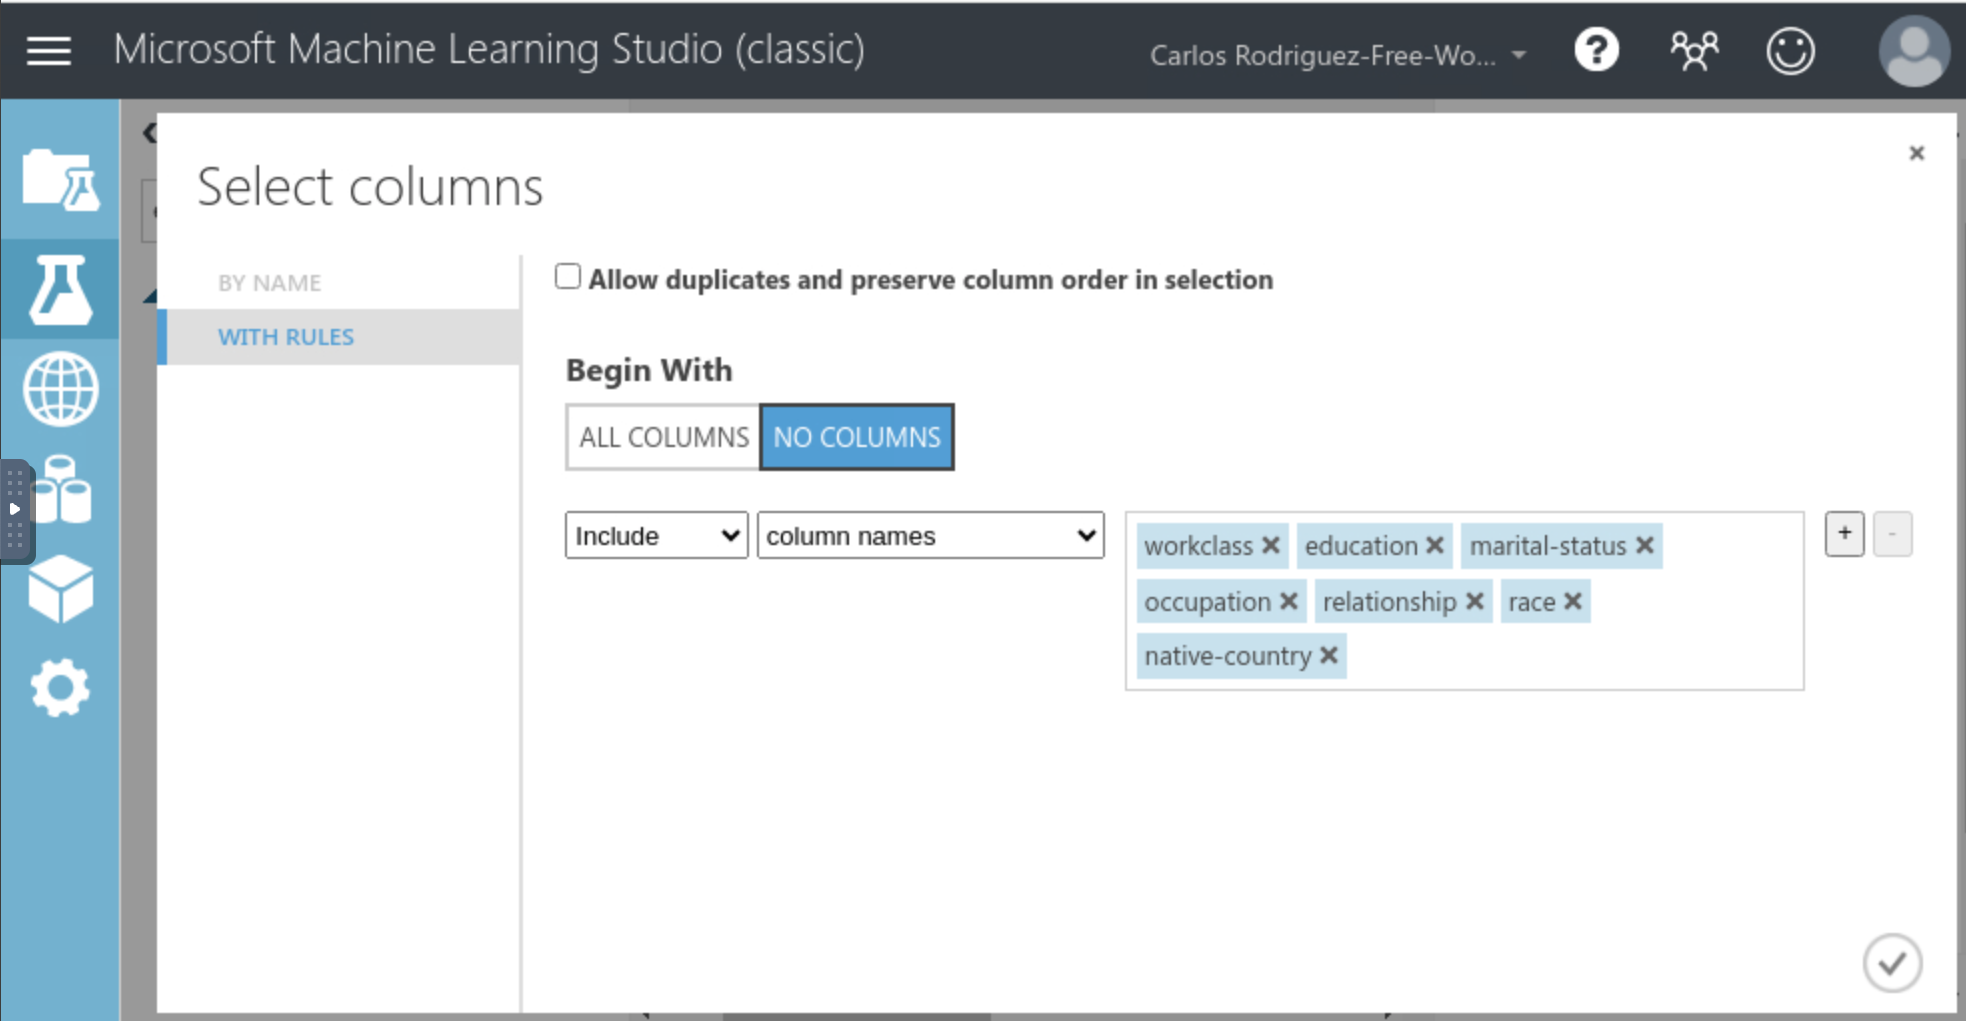 Microsoft Machine Learning Studio (classic)
Carlos Rodriguez-Free-Wo...
?
Select columns
BY NAME
WITH RULES
Allow duplicates and preserve column order in selection
Begin With
ALL COLUMNS NO COLUMNS
Include column names
workclass education marital-status
occupation relationship race
native-country
+ -